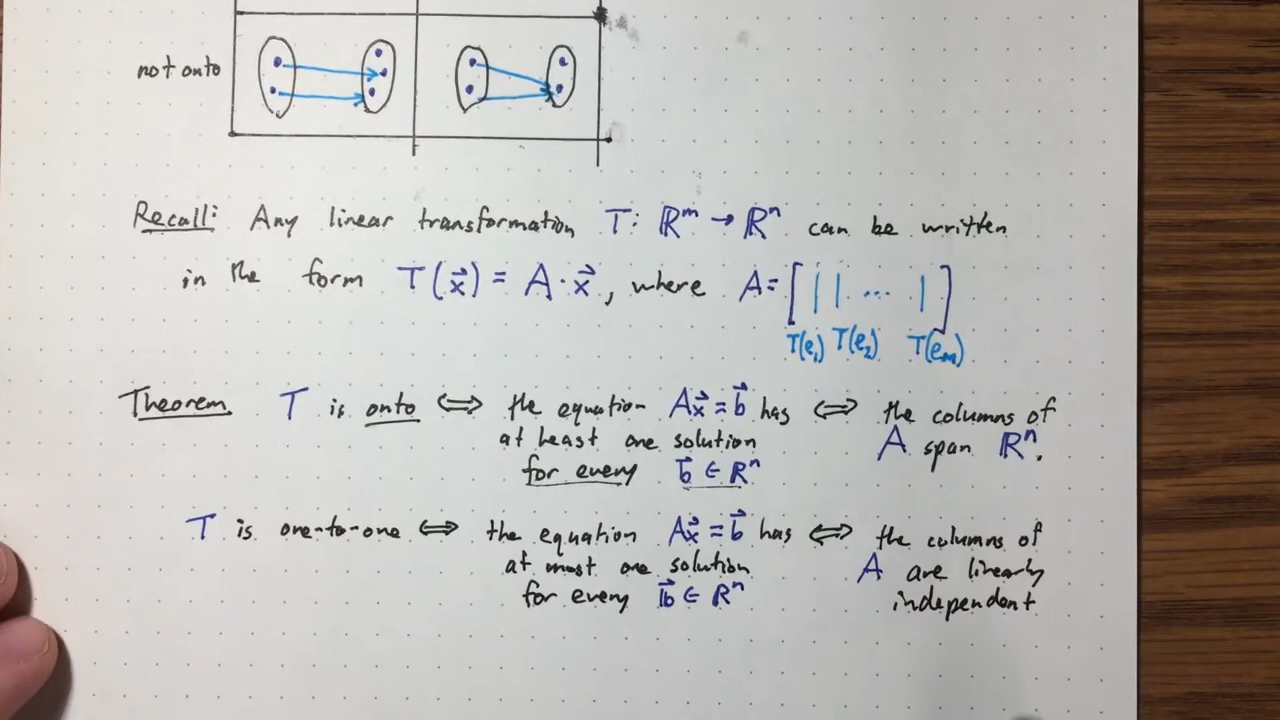 not onto
Recall: Any linear transformation T: ℝᵐ → ℝⁿ can be written
in the form T(x⃗) = A·x⃗, where A = [ | | ... | ]
T(e₁) T(e₂) T(eₘ)
Theorem T is onto ⟺ the equation Ax⃗ = b⃗ has ⟺ the columns of
at least one solution A span ℝⁿ.
for every b⃗ ∈ ℝⁿ
T is one-to-one ⟺ the equation Ax⃗ = b⃗ has ⟺ the columns of
at most one solution A are linearly
for every b⃗ ∈ ℝⁿ independent